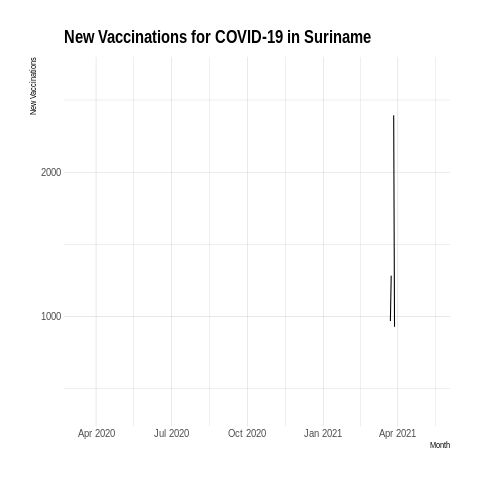 New Vaccinations for COVID-19 in Suriname
New Vaccinations
2000
1000
Apr 2020 Jul 2020 Oct 2020 Jan 2021 Apr 2021
Month